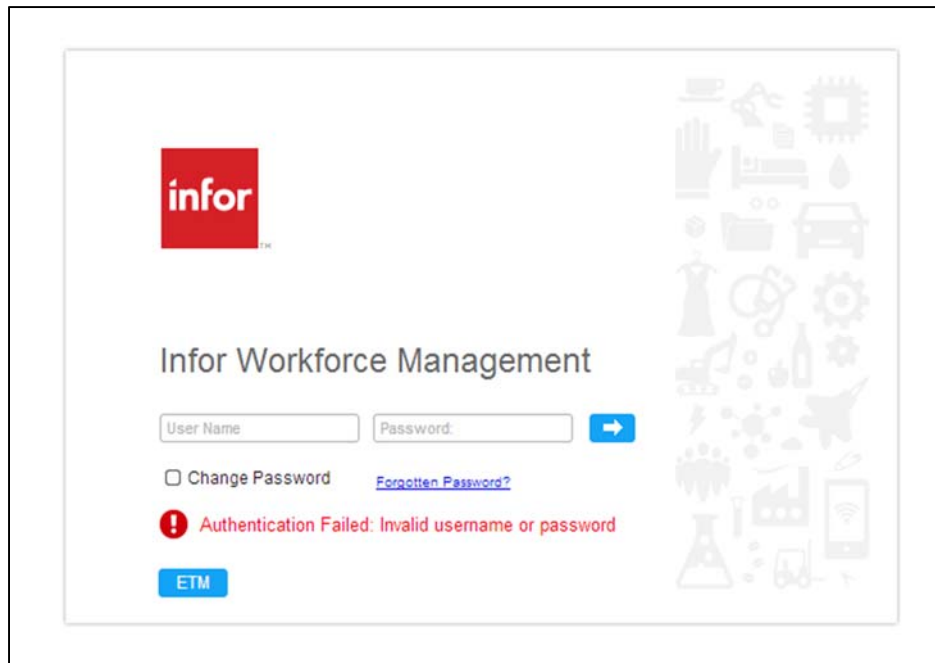 infor
TM
Infor Workforce Management
User Name Password:
Change Password Forgotten Password?
! Authentication Failed: Invalid username or password
ETM